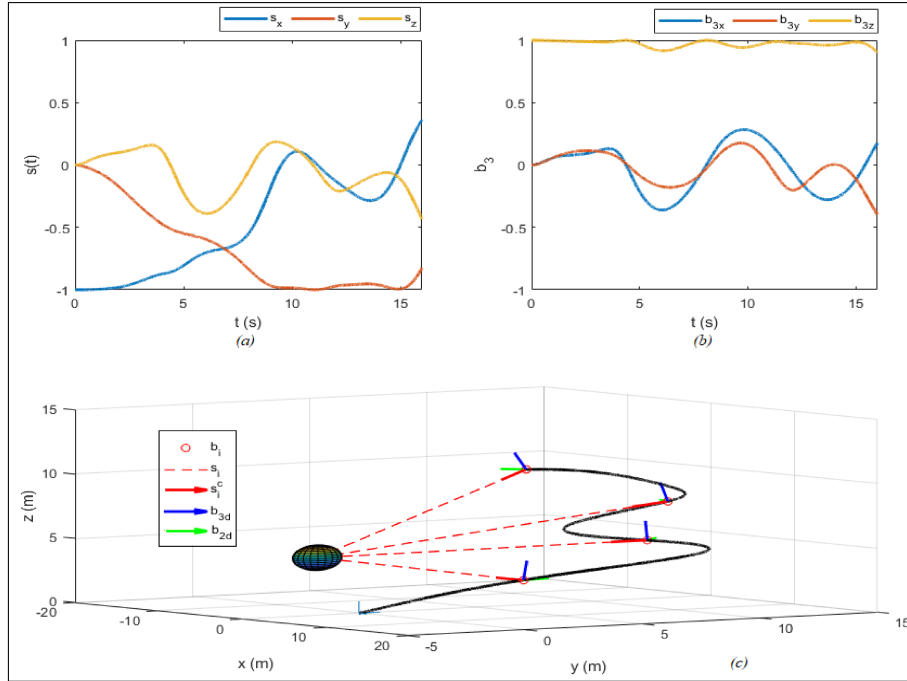 s_x s_y s_z
1
0.5
0
-0.5
-1
s(t)
0 5 10 15
t (s)
(a)
b_3x b_3y b_3z
1
0.5
0
-0.5
-1
b_3
0 5 10 15
t (s)
(b)
b_i
s_i
s_i^c
b_3d
b_2d
15
10
5
0
z (m)
-20 -10 0 10 20
x (m)
-5 0 5 10 15
y (m)
(c)